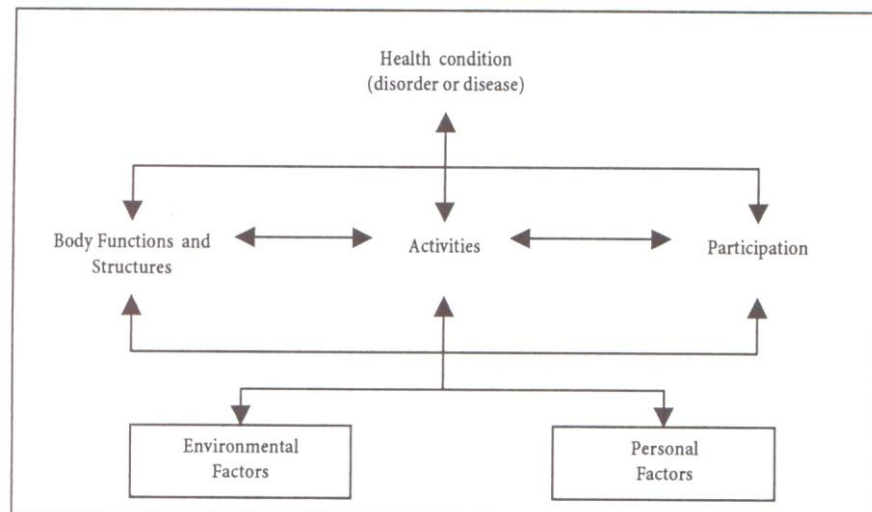 Health condition
(disorder or disease)
Body Functions and
Structures
Activities
Participation
Environmental
Factors
Personal
Factors